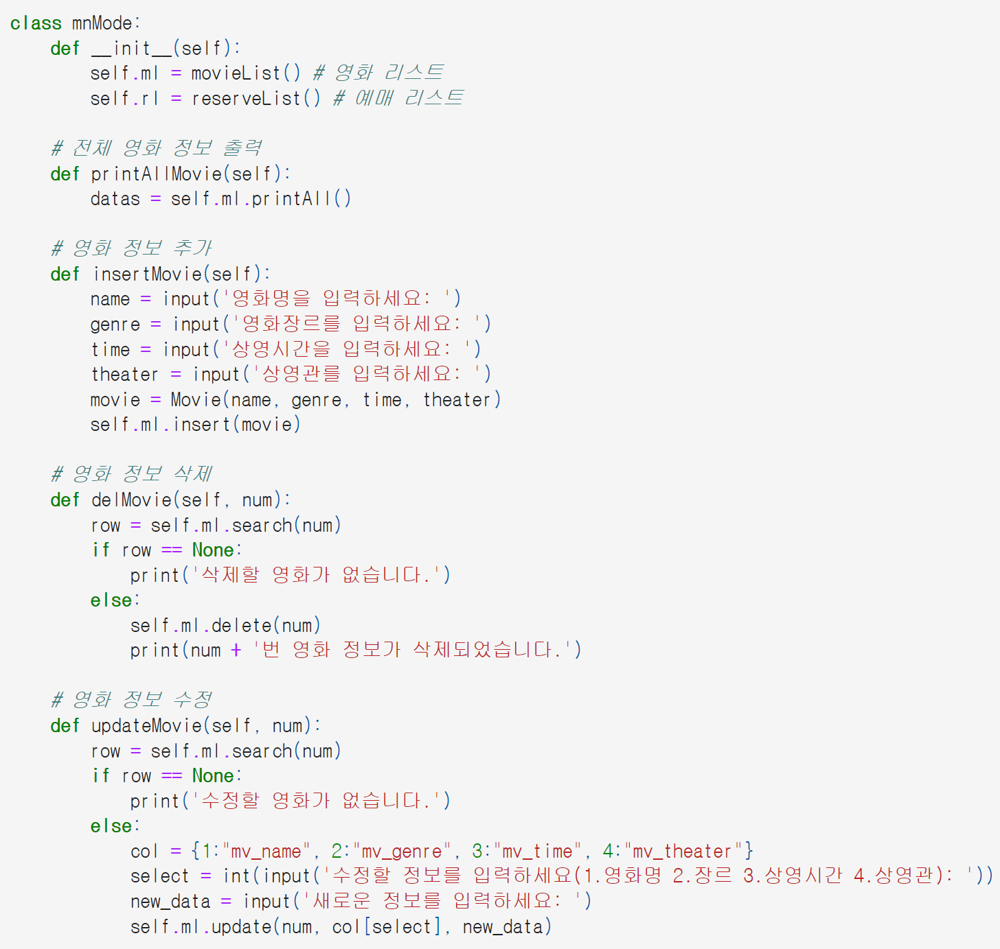 class mnMode:
    def __init__(self):
        self.ml = movieList() # 영화 리스트
        self.rl = reserveList() # 예매 리스트

    # 전체 영화 정보 출력
    def printAllMovie(self):
        datas = self.ml.printAll()

    # 영화 정보 추가
    def insertMovie(self):
        name = input('영화명을 입력하세요: ')
        genre = input('영화장르를 입력하세요: ')
        time = input('상영시간을 입력하세요: ')
        theater = input('상영관를 입력하세요: ')
        movie = Movie(name, genre, time, theater)
        self.ml.insert(movie)

    # 영화 정보 삭제
    def delMovie(self, num):
        row = self.ml.search(num)
        if row == None:
            print('삭제할 영화가 없습니다.')
        else:
            self.ml.delete(num)
            print(num + '번 영화 정보가 삭제되었습니다.')

    # 영화 정보 수정
    def updateMovie(self, num):
        row = self.ml.search(num)
        if row == None:
            print('수정할 영화가 없습니다.')
        else:
            col = {1:"mv_name", 2:"mv_genre", 3:"mv_time", 4:"mv_theater"}
            select = int(input('수정할 정보를 입력하세요(1.영화명 2.장르 3.상영시간 4.상영관): '))
            new_data = input('새로운 정보를 입력하세요: ')
            self.ml.update(num, col[select], new_data)